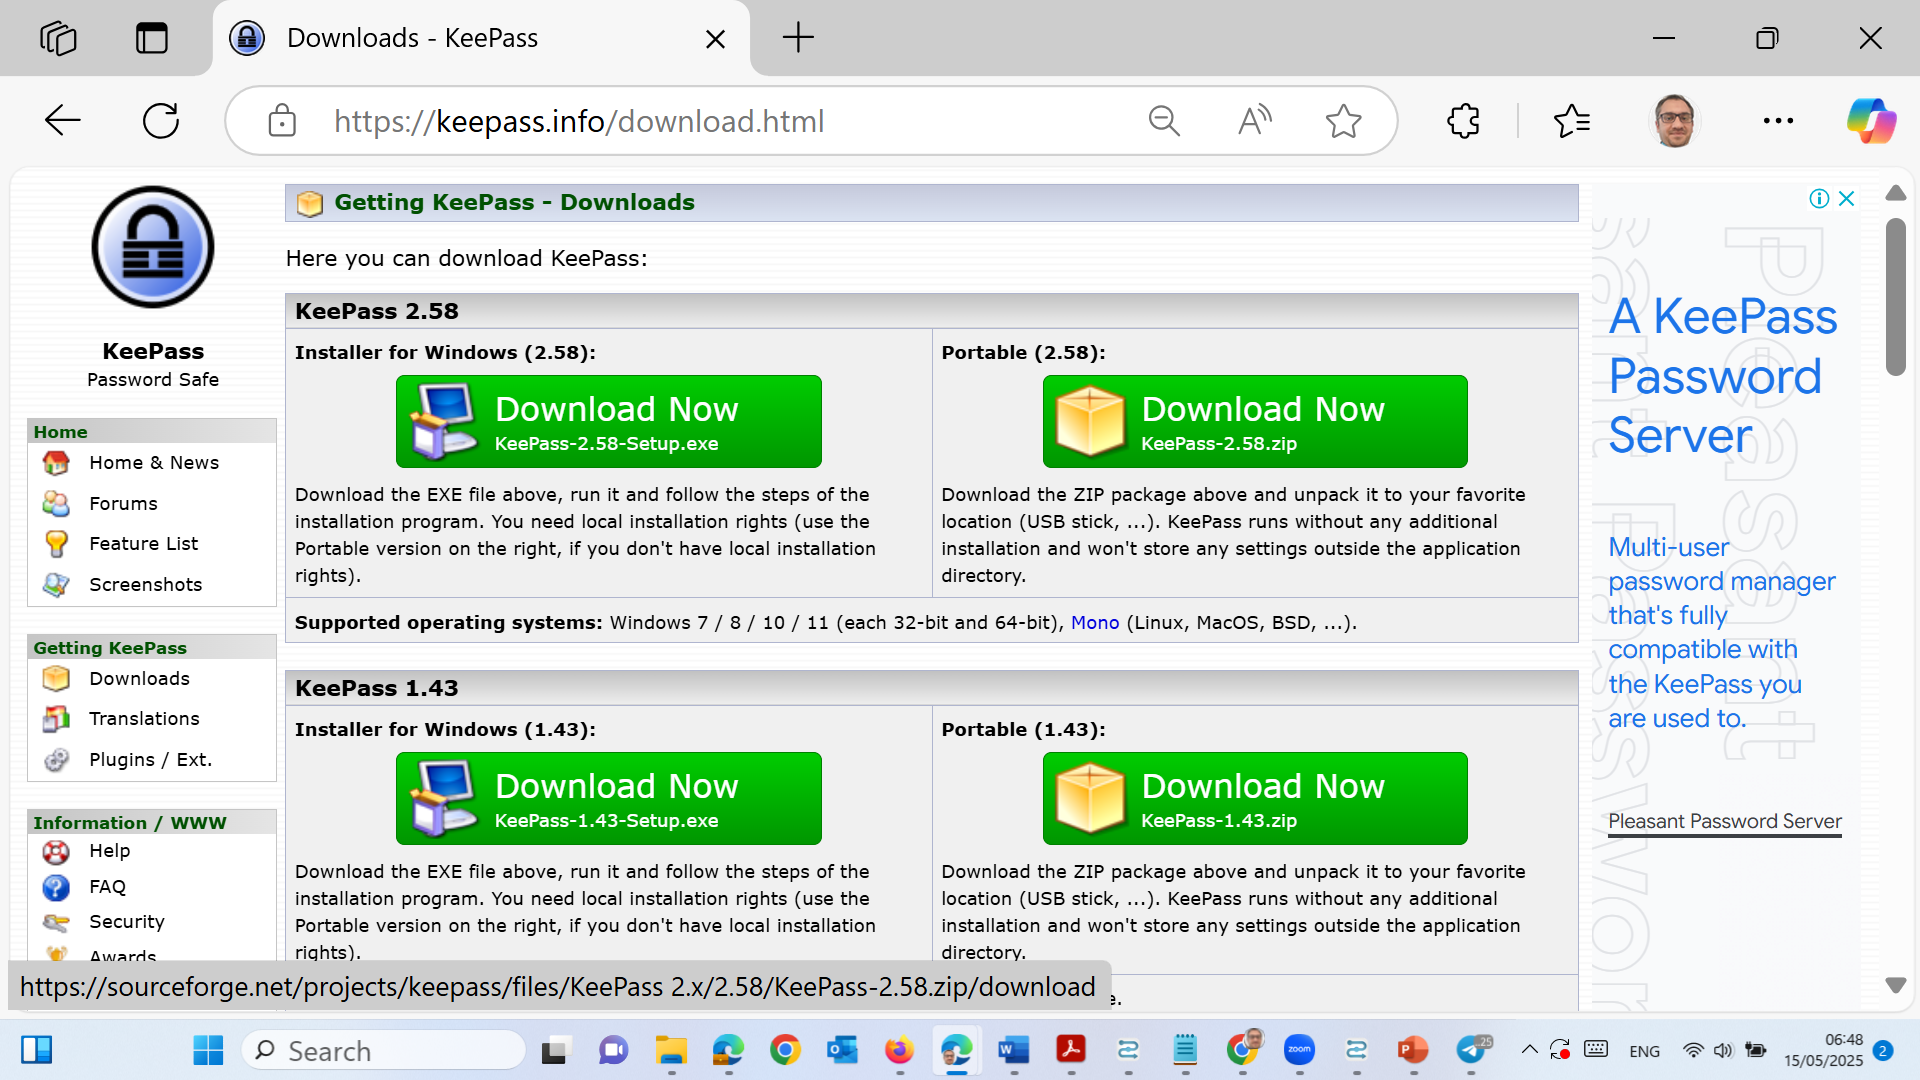 Downloads - KeePass
https://keepass.info/download.html
KeePass
Password Safe
Home
Home & News
Forums
Feature List
Screenshots
Getting KeePass
Downloads
Translations
Plugins / Ext.
Information / WWW
Help
FAQ
Security
Awards
Getting KeePass - Downloads
Here you can download KeePass:
KeePass 2.58
Installer for Windows (2.58):
Download Now
KeePass-2.58-Setup.exe
Download the EXE file above, run it and follow the steps of the
installation program. You need local installation rights (use the
Portable version on the right, if you don't have local installation
rights).
Portable (2.58):
Download Now
KeePass-2.58.zip
Download the ZIP package above and unpack it to your favorite
location (USB stick, ...). KeePass runs without any additional
installation and won't store any settings outside the application
directory.
Supported operating systems: Windows 7 / 8 / 10 / 11 (each 32-bit and 64-bit), Mono (Linux, MacOS, BSD, ...).
KeePass 1.43
Installer for Windows (1.43):
Download Now
KeePass-1.43-Setup.exe
Download the EXE file above, run it and follow the steps of the
installation program. You need local installation rights (use the
Portable version on the right, if you don't have local installation
rights).
Portable (1.43):
Download Now
KeePass-1.43.zip
Download the ZIP package above and unpack it to your favorite
location (USB stick, ...). KeePass runs without any additional
installation and won't store any settings outside the application
directory.
A KeePass
Password
Server
Multi-user
password manager
that's fully
compatible with
the KeePass you
are used to.
Pleasant Password Server
Pleasant
Password
https://sourceforge.net/projects/keepass/files/KeePass 2.x/2.58/KeePass-2.58.zip/download
Search
zoom
25
ENG
06:48
15/05/2025
2